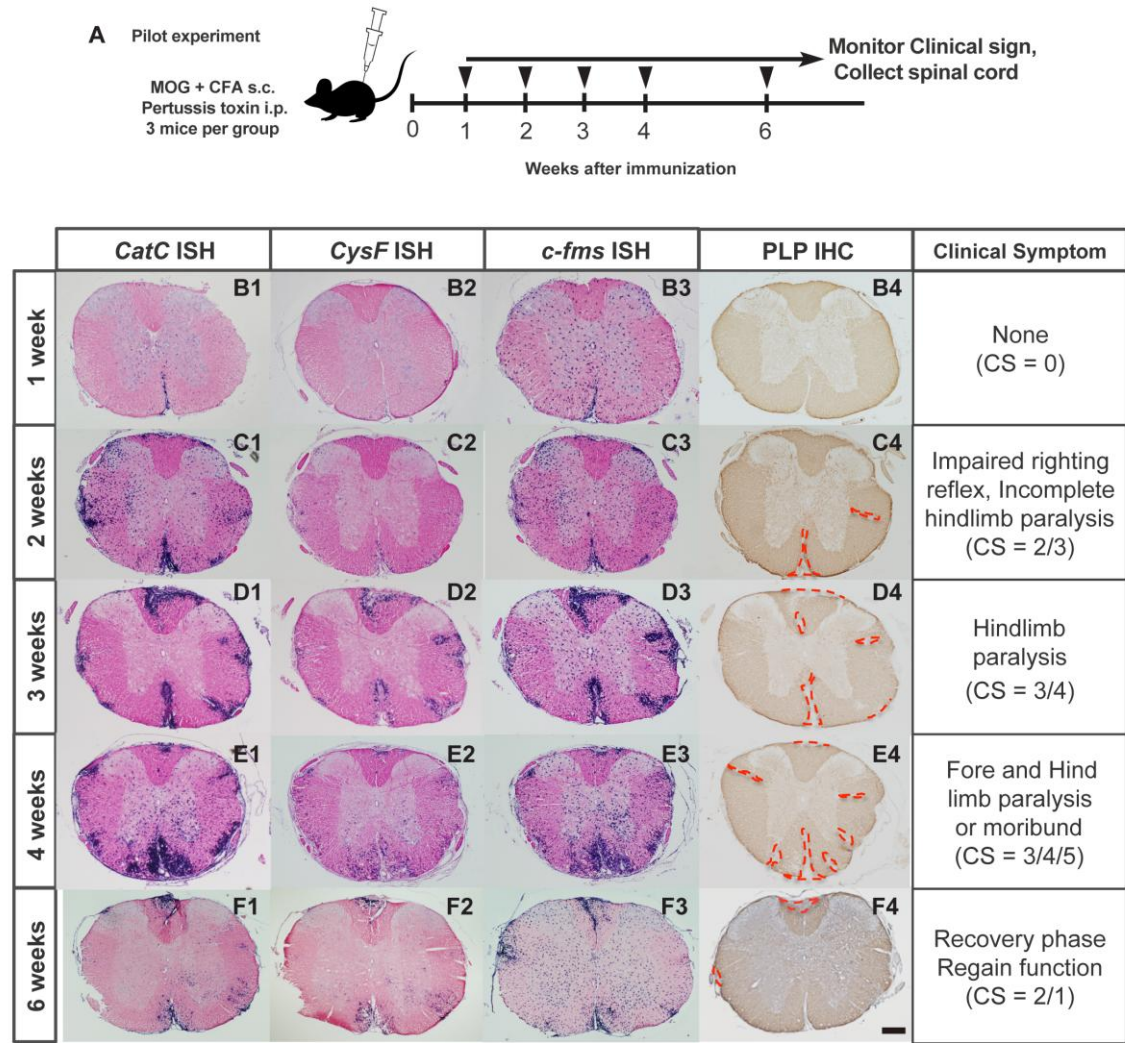 A Pilot experiment
MOG + CFA s.c.
Pertussis toxin i.p.
3 mice per group
Monitor Clinical sign,
Collect spinal cord
0 1 2 3 4 6
Weeks after immunization
CatC ISH CysF ISH c-fms ISH PLP IHC Clinical Symptom
1 week
B1 B2 B3 B4
None
(CS = 0)
2 weeks
C1 C2 C3 C4
Impaired righting
reflex, Incomplete
hindlimb paralysis
(CS = 2/3)
3 weeks
D1 D2 D3 D4
Hindlimb
paralysis
(CS = 3/4)
4 weeks
E1 E2 E3 E4
Fore and Hind
limb paralysis
or moribund
(CS = 3/4/5)
6 weeks
F1 F2 F3 F4
Recovery phase
Regain function
(CS = 2/1)